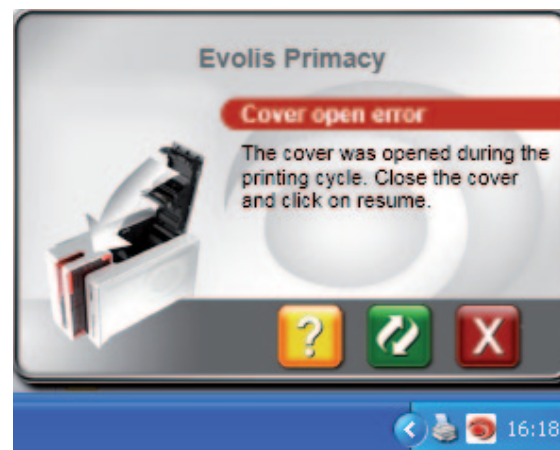 Evolis Primacy
Cover open error
The cover was opened during the
printing cycle. Close the cover
and click on resume.
?
X
16:18